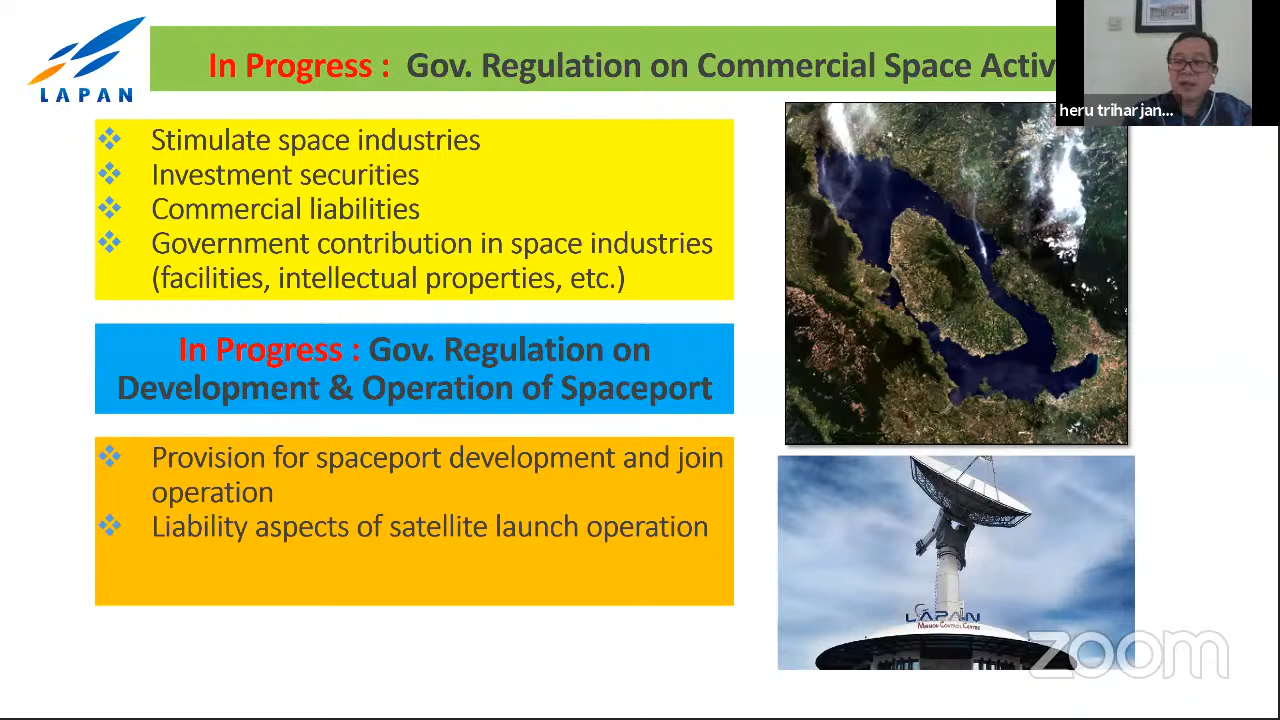 LAPAN
In Progress : Gov. Regulation on Commercial Space Activ
heru trihar jan...
Stimulate space industries
Investment securities
Commercial liabilities
Government contribution in space industries
(facilities, intellectual properties, etc.)
In Progress : Gov. Regulation on
Development & Operation of Spaceport
Provision for spaceport development and join
operation
Liability aspects of satellite launch operation
LAPAN
MISSION CONTROL CENTRE
zoom